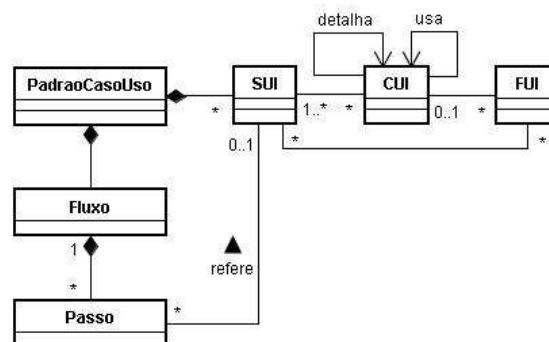 detalha
usa
PadraoCasoUso
SUI
CUI
FUI
*
1..*
*
0..1
*
0..1
*
*
Fluxo
1
refere
*
*
Passo